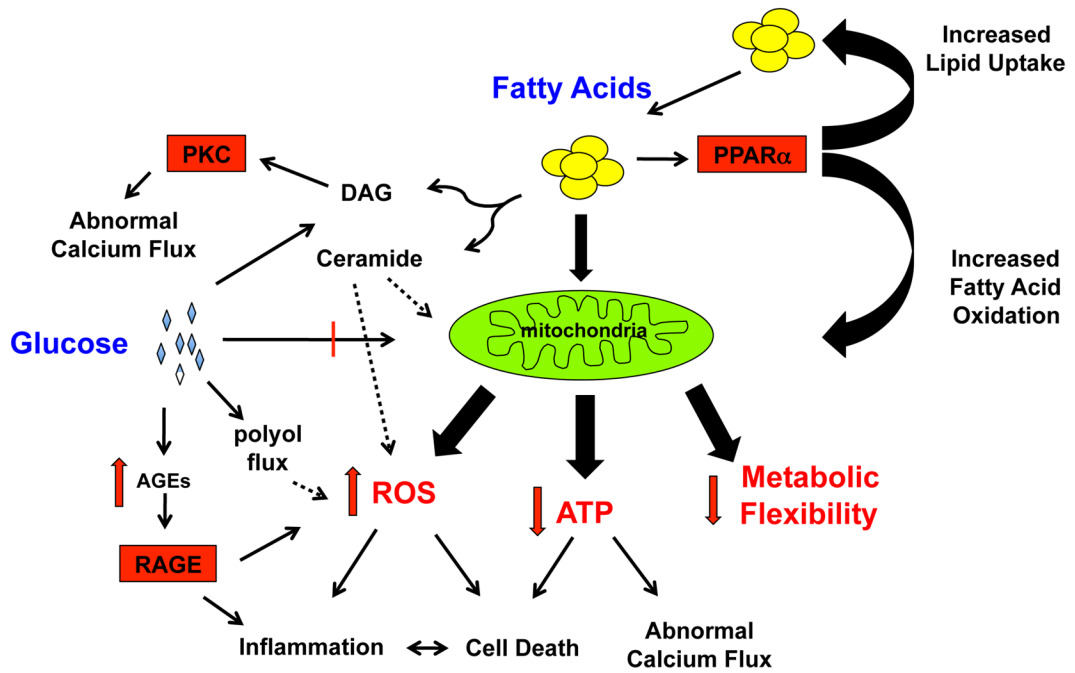 Increased
Lipid Uptake
Fatty Acids
PKC
PPARα
DAG
Abnormal
Calcium Flux
Ceramide
Increased
Fatty Acid
Oxidation
mitochondria
Glucose
polyol
flux
AGEs
ROS
ATP
Metabolic
Flexibility
RAGE
Inflammation
Cell Death
Abnormal
Calcium Flux